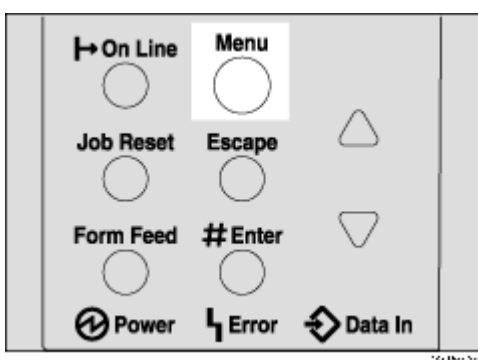 On Line Menu
Job Reset Escape
Form Feed # Enter
Power Error Data In